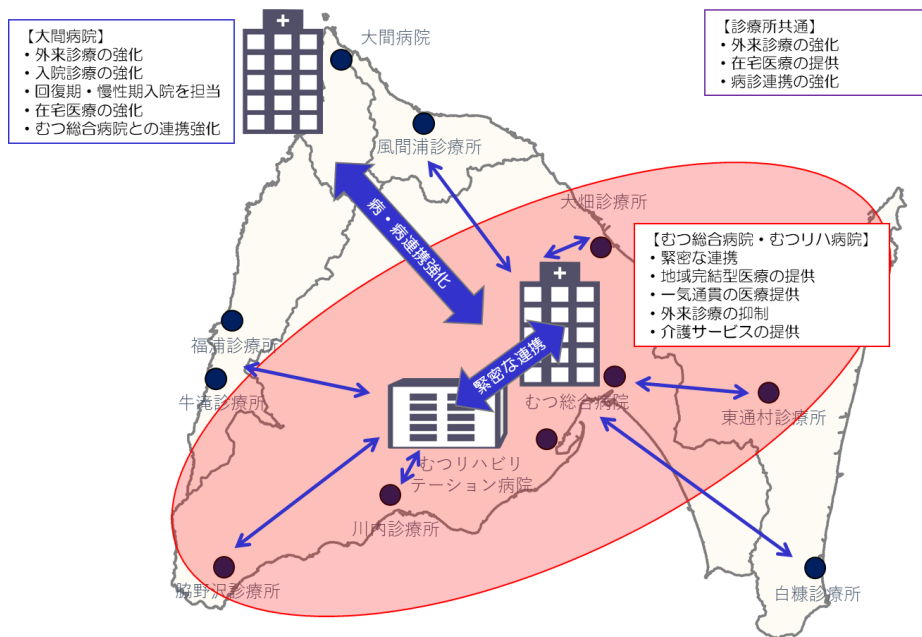 【大間病院】
・外来診療の強化
・入院診療の強化
・回復期・慢性期入院を担当
・在宅医療の強化
・むつ総合病院との連携強化
大間病院
【診療所共通】
・外来診療の強化
・在宅医療の提供
・病診連携の強化
風間浦診療所
大畑診療所
病・病連携強化
【むつ総合病院・むつリハ病院】
・緊密な連携
・地域完結型医療の提供
・一気通貫の医療提供
・外来診療の抑制
・介護サービスの提供
福浦診療所
緊密な連携
牛滝診療所
むつ総合病院
東通村診療所
むつリハビリ
テーション病院
川内診療所
脇野沢診療所
白糠診療所